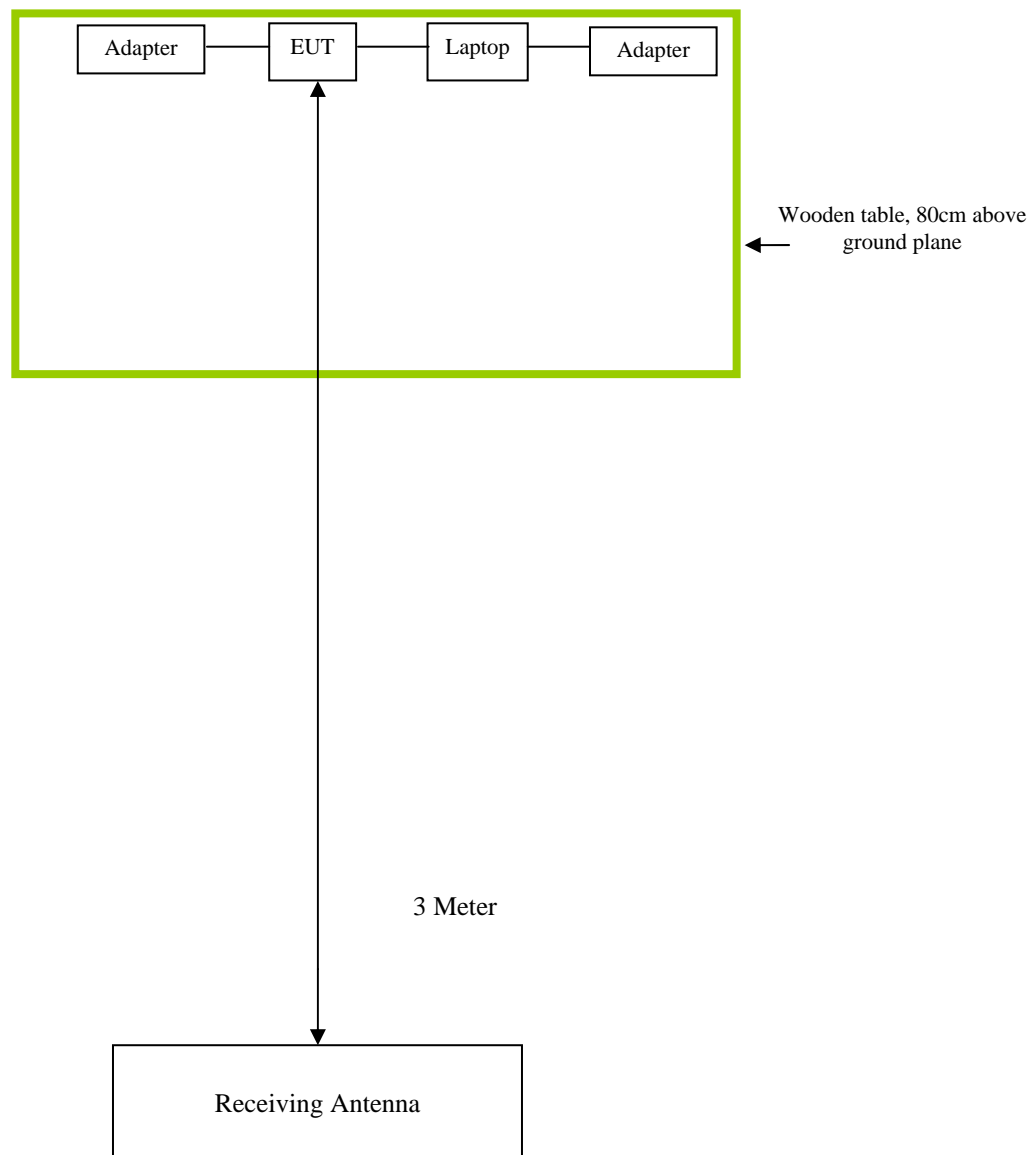 Adapter
EUT
Laptop
Adapter
Wooden table, 80cm above
ground plane
3 Meter
Receiving Antenna